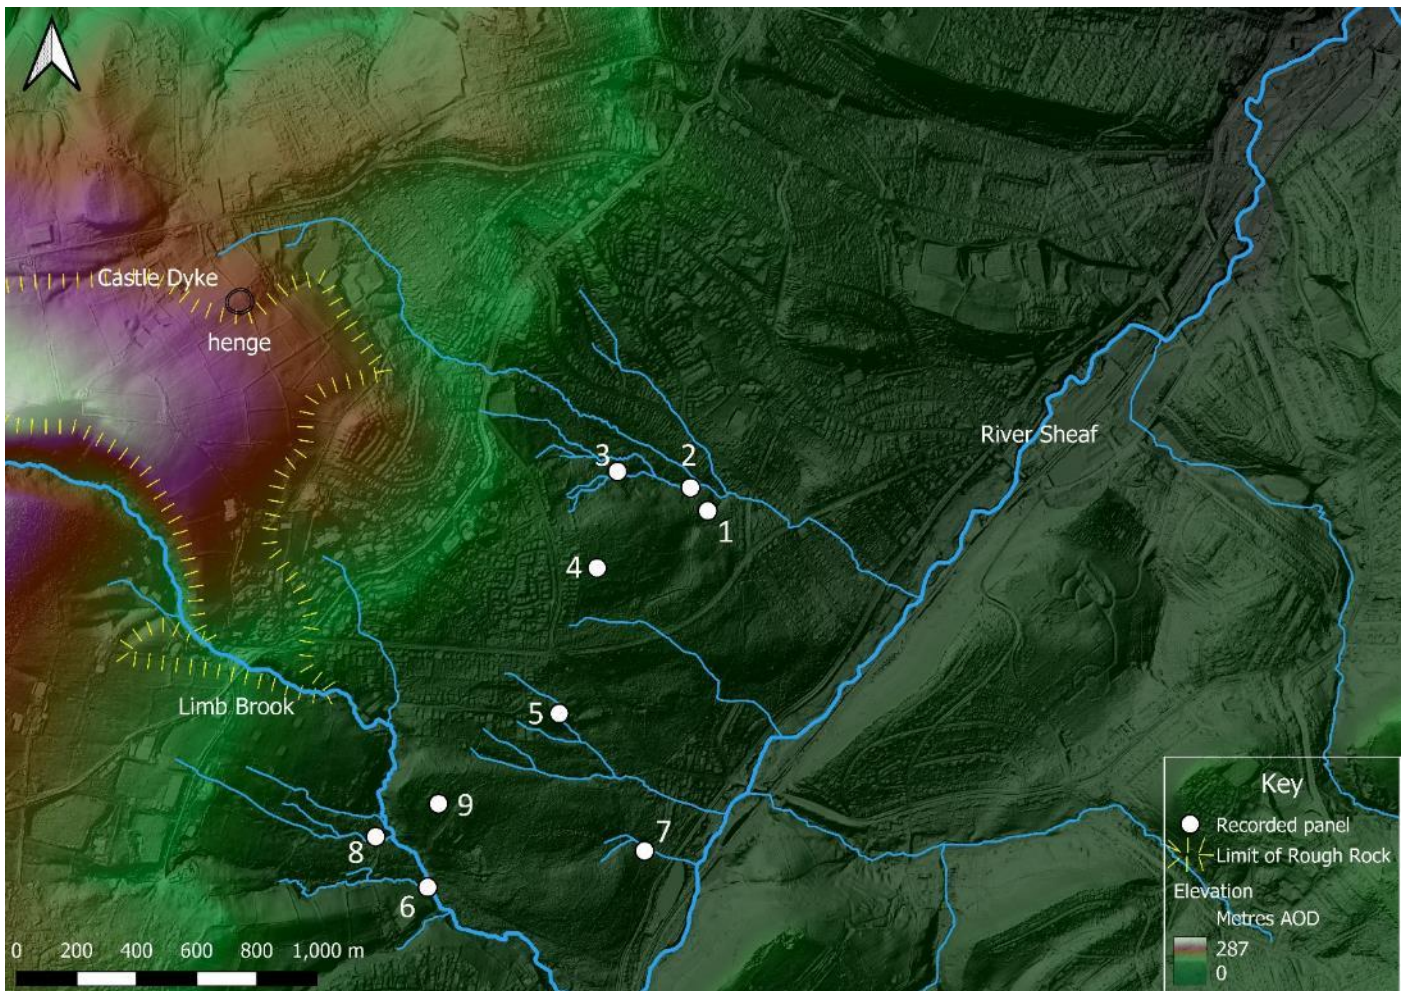 Castle Dyke
henge
River Sheaf
3
2
1
4
Limb Brook
5
9
7
8
6
0 200 400 600 800 1,000 m
Key
Recorded panel
Limit of Rough Rock
Elevation
Metres AOD
287
0